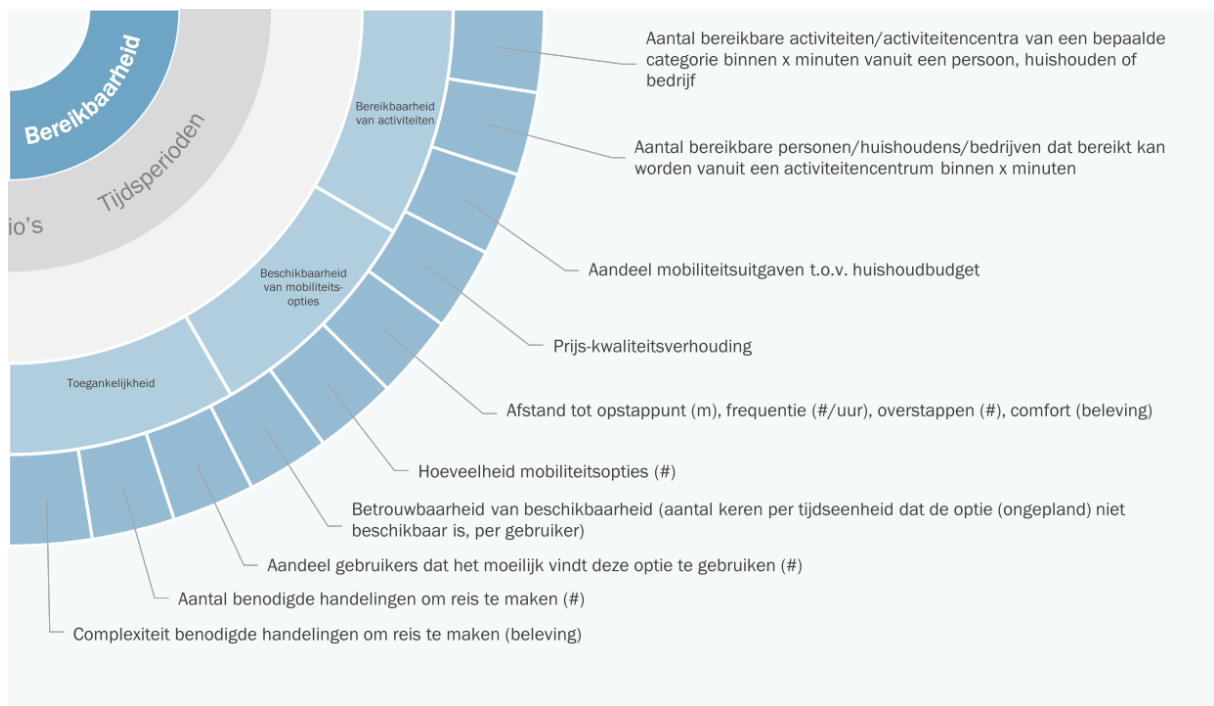 Bereikbaarheid
Tijdsperioden
io's
Bereikbaarheid
van activiteiten
Beschikbaarheid
van mobiliteits-
opties
Toegankelijkheid
Aantal bereikbare activiteiten/activiteitencentra van een bepaalde
categorie binnen x minuten vanuit een persoon, huishouden of
bedrijf
Aantal bereikbare personen/huishoudens/bedrijven dat bereikt kan
worden vanuit een activiteitencentrum binnen x minuten
Aandeel mobiliteitsuitgaven t.o.v. huishoudbudget
Prijs-kwaliteitsverhouding
Afstand tot opstappunt (m), frequentie (#/uur), overstappen (#), comfort (beleving)
Hoeveelheid mobiliteitsopties (#)
Betrouwbaarheid van beschikbaarheid (aantal keren per tijdseenheid dat de optie (ongepland) niet
beschikbaar is, per gebruiker)
Aandeel gebruikers dat het moeilijk vindt deze optie te gebruiken (#)
Aantal benodigde handelingen om reis te maken (#)
Complexiteit benodigde handelingen om reis te maken (beleving)